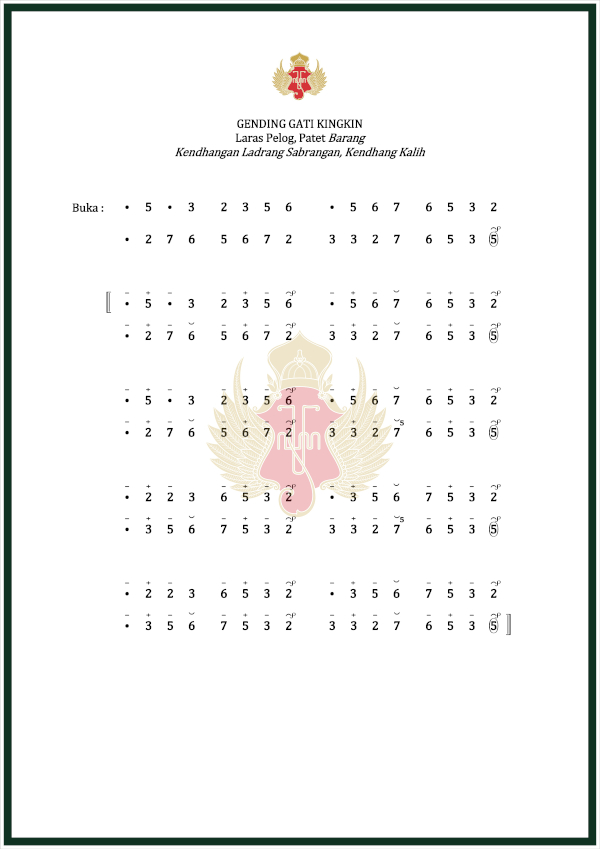 GENDING GATI KINGKIN
Laras Pelog, Patet Barang
Kendhangan Ladrang Sabrangan, Kendhang Kalih
Buka : • 5 • 3 2 3 5 6 • 5 6 7 6 5 3 2
• 2 7 6 5 6 7 2 3 3 2 7 6 5 3 5
• 5 • 3 2 3 5 6 • 5 6 7 6 5 3 2
• 2 7 6 5 6 7 2 3 3 2 7 6 5 3 5
• 5 • 3 2 3 5 6 • 5 6 7 6 5 3 2
• 2 7 6 5 6 7 2 3 3 2 7 s 6 5 3 5
• 2 2 3 6 5 3 2 • 3 5 6 7 5 3 2
• 3 5 6 7 5 3 2 3 3 2 7 s 6 5 3 5
• 2 2 3 6 5 3 2 • 3 5 6 7 5 3 2
• 3 5 6 7 5 3 2 3 3 2 7 6 5 3 5